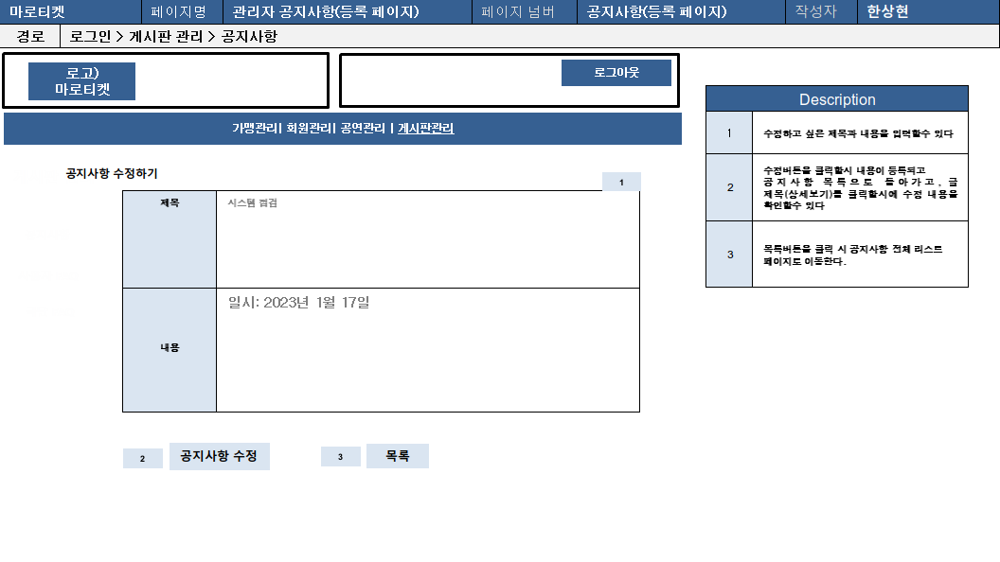 마로티켓 페이지명 관리자 공지사항(등록 페이지) 페이지 넘버 공지사항(등록 페이지) 작성자 한상현
경로 로그인 > 게시판 관리 > 공지사항
로고)
마로티켓
로그아웃
가맹관리| 회원관리| 공연관리 | 게시판관리
공지사항 수정하기
1
제목 시스템 점검
내용 일시: 2023년 1월 17일
2 공지사항 수정 3 목록
Description
1 수정하고 싶은 제목과 내용을 입력할수 있다
2 수정버튼을 클릭할시 내용이 등록되고
공지사항 목록으로 돌아가고, 글
제목(상세보기)를 클릭할시에 수정 내용을
확인할수 있다
3 목록버튼을 클릭 시 공지사항 전체 리스트
페이지로 이동한다.